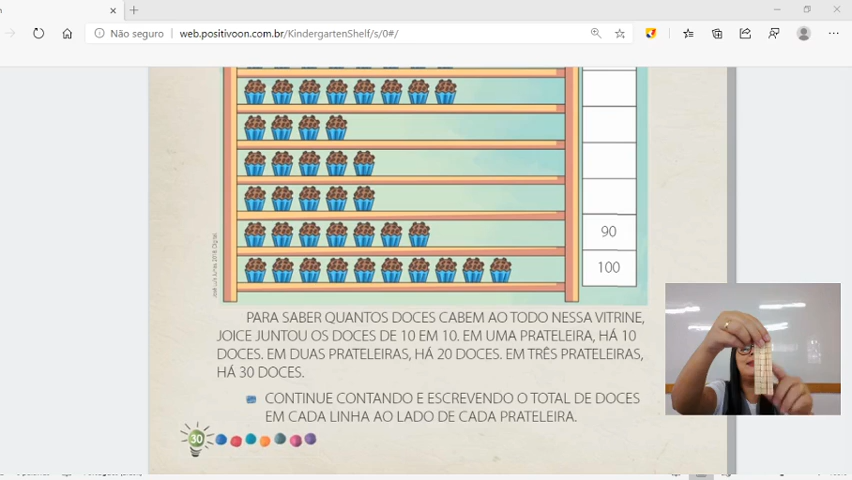 Não seguro
web.positivoon.com.br/KindergartenShelf/s/0#/
90
100
PARA SABER QUANTOS DOCES CABEM AO TODO NESSA VITRINE,
JOICE JUNTOU OS DOCES DE 10 EM 10. EM UMA PRATELEIRA, HÁ 10
DOCES. EM DUAS PRATELEIRAS, HÁ 20 DOCES. EM TRÊS PRATELEIRAS,
HÁ 30 DOCES.
CONTINUE CONTANDO E ESCREVENDO O TOTAL DE DOCES
EM CADA LINHA AO LADO DE CADA PRATELEIRA.
30